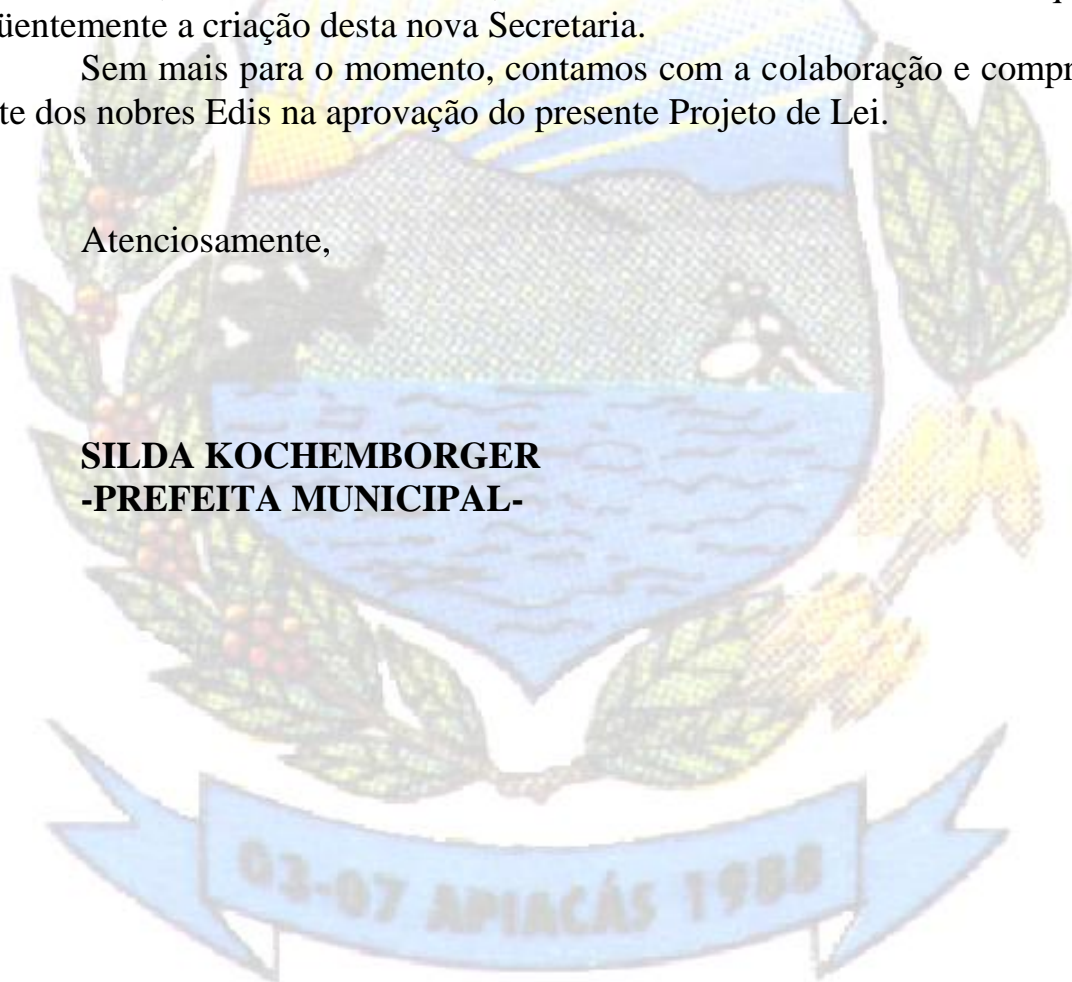 üentemente a criação desta nova Secretaria.
Sem mais para o momento, contamos com a colaboração e compr
te dos nobres Edis na aprovação do presente Projeto de Lei.
Atenciosamente,
SILDA KOCHEMBORGER
-PREFEITA MUNICIPAL-
03-07 APIACÁS 1988